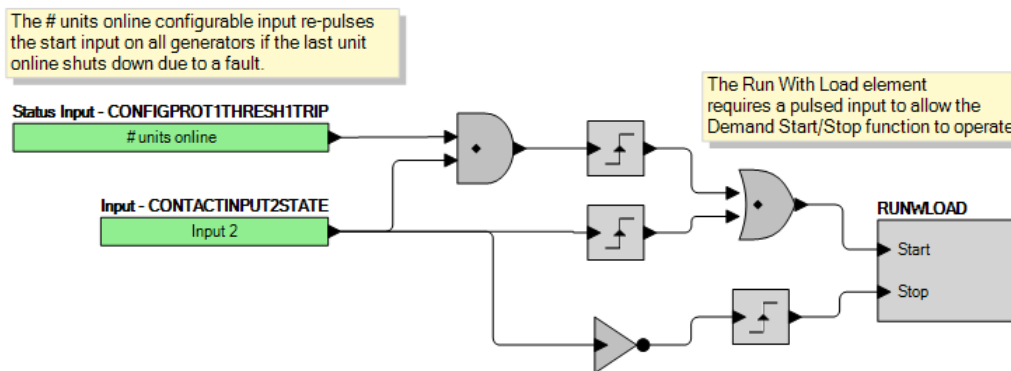 The # units online configurable input re-pulses
the start input on all generators if the last unit
online shuts down due to a fault.
The Run With Load element
requires a pulsed input to allow the
Demand Start/Stop function to operate
Status Input - CONFIGPROT1THRESH1TRIP
# units online
Input - CONTACTINPUT2STATE
Input 2
RUNWLOAD
Start
Stop